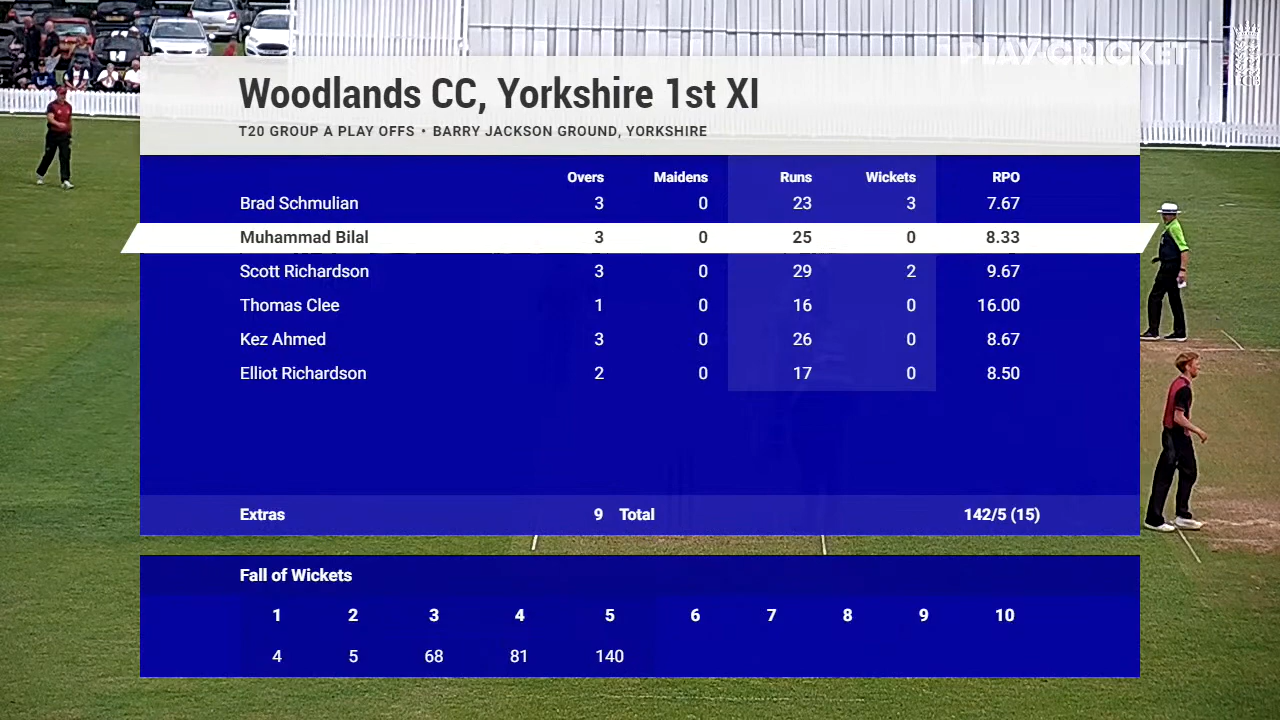 PLAY-CRICKET
Woodlands CC, Yorkshire 1st XI
T20 GROUP A PLAY OFFS • BARRY JACKSON GROUND, YORKSHIRE
Overs Maidens Runs Wickets RPO
Brad Schmulian 3 0 23 3 7.67
Muhammad Bilal 3 0 25 0 8.33
Scott Richardson 3 0 29 2 9.67
Thomas Clee 1 0 16 0 16.00
Kez Ahmed 3 0 26 0 8.67
Elliot Richardson 2 0 17 0 8.50
Extras 9 Total 142/5 (15)
Fall of Wickets
1 2 3 4 5 6 7 8 9 10
4 5 68 81 140